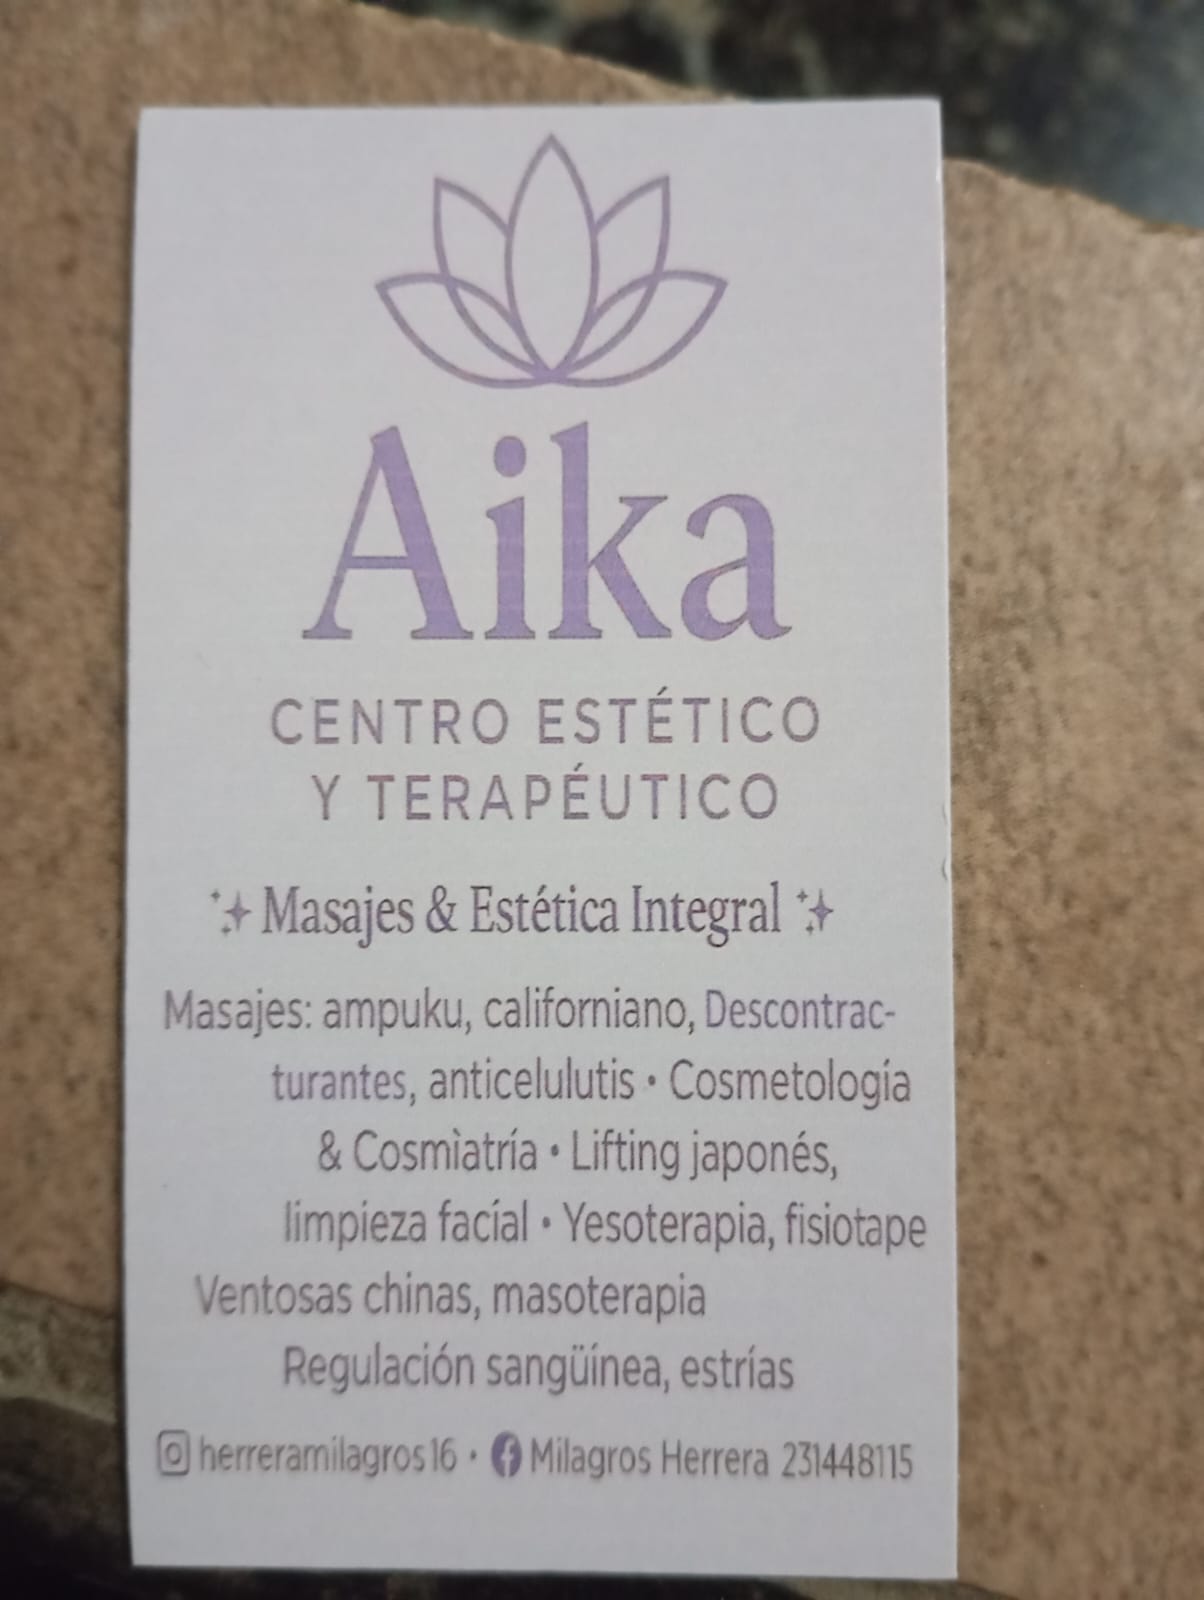 Aika
CENTRO ESTÉTICO
Y TERAPÉUTICO
Masajes & Estética Integral
Masajes: ampuku, californiano, Descontrac-
turantes, anticelulutis • Cosmetología
& Cosmìatría • Lifting japonés,
limpieza facíal • Yesoterapia, fisiotape
Ventosas chinas, masoterapia
Regulación sangüínea, estrías
herreramilagros16 • Milagros Herrera 231448115